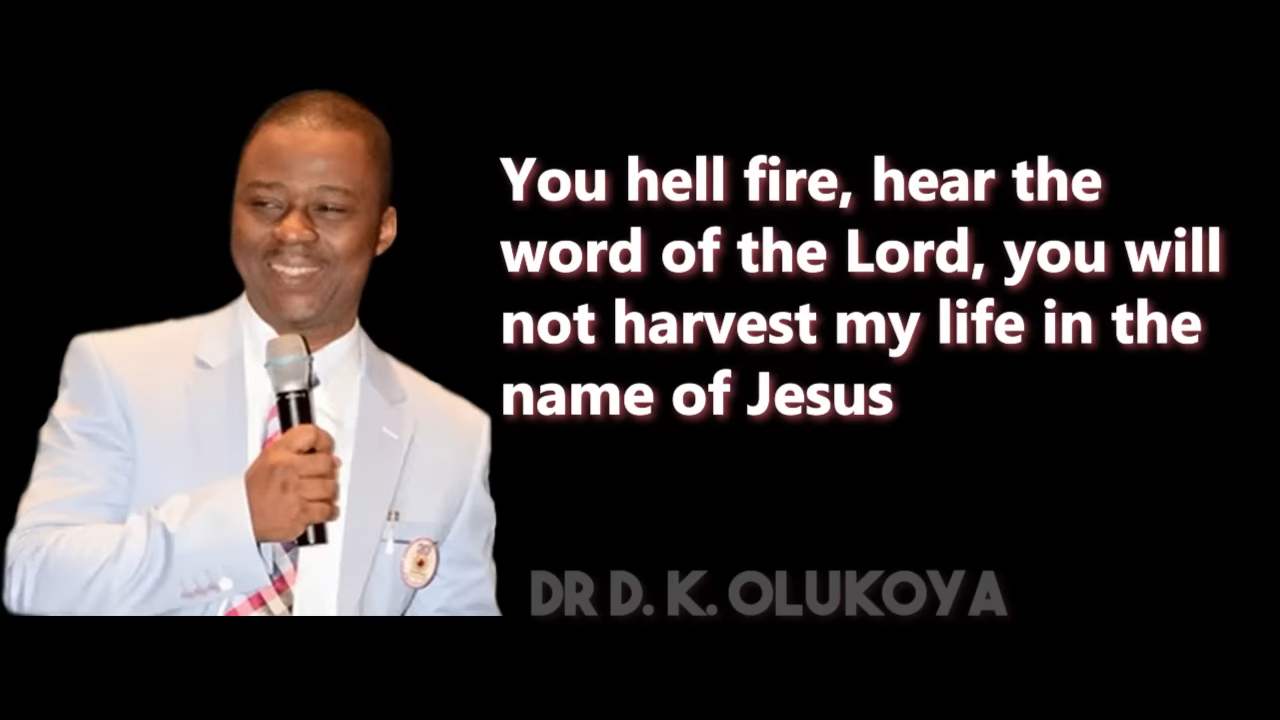 You hell fire, hear the
word of the Lord, you will
not harvest my life in the
name of Jesus
DR D. K. OLUKOYA